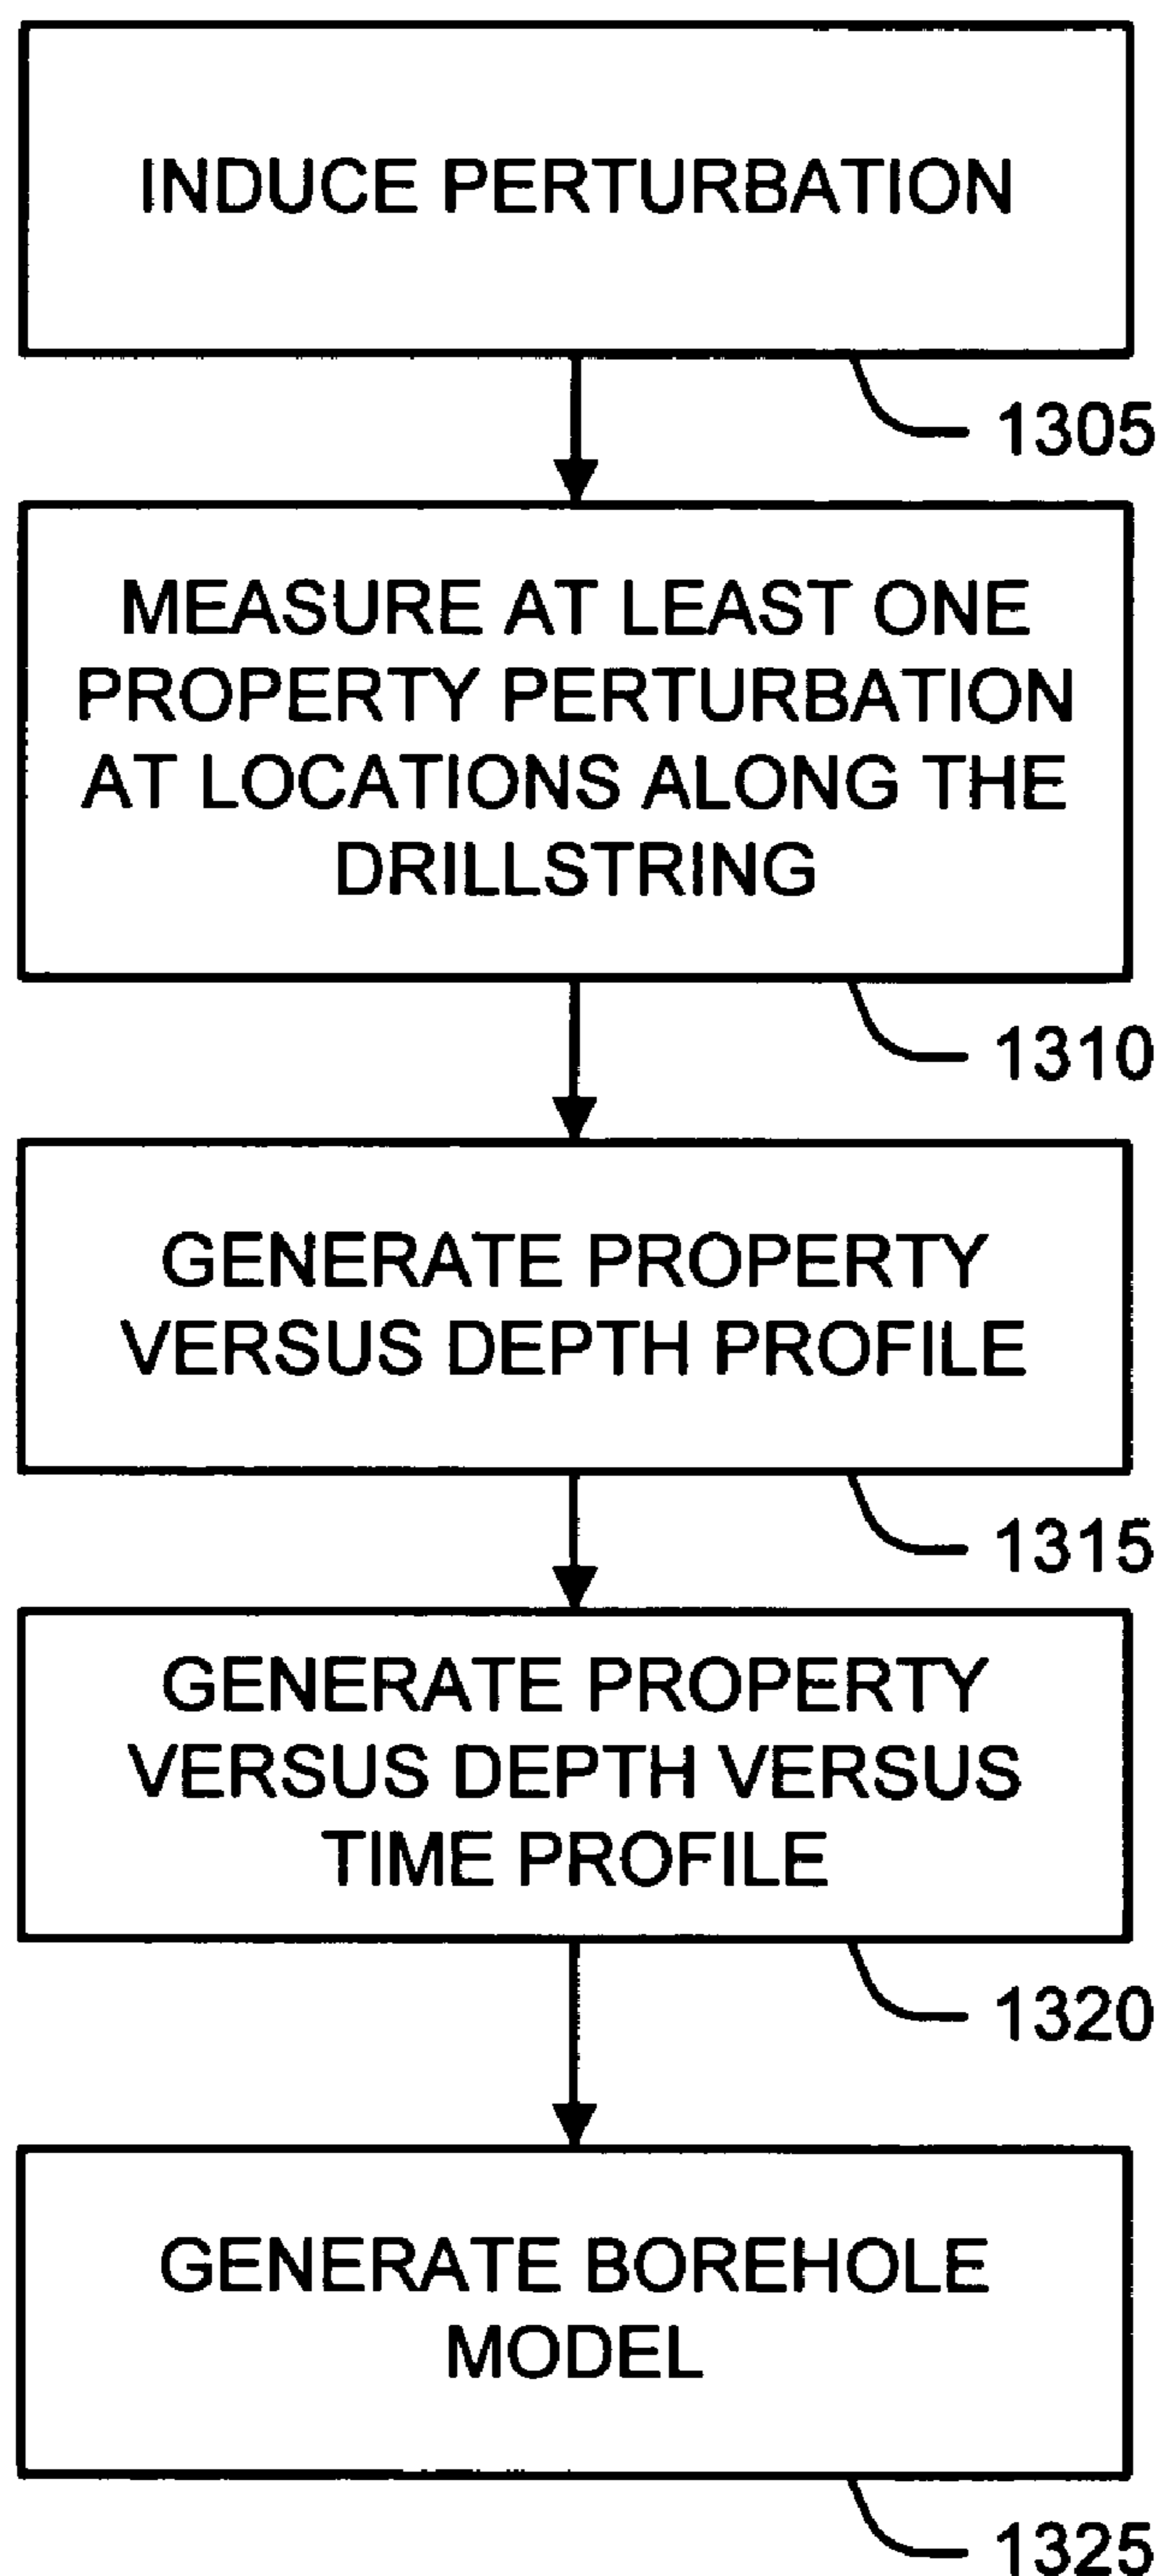 INDUCE PERTURBATION
1305
MEASURE AT LEAST ONE
PROPERTY PERTURBATION
AT LOCATIONS ALONG THE
DRILLSTRING
1310
GENERATE PROPERTY
VERSUS DEPTH PROFILE
1315
GENERATE PROPERTY
VERSUS DEPTH VERSUS
TIME PROFILE
1320
GENERATE BOREHOLE
MODEL
1325